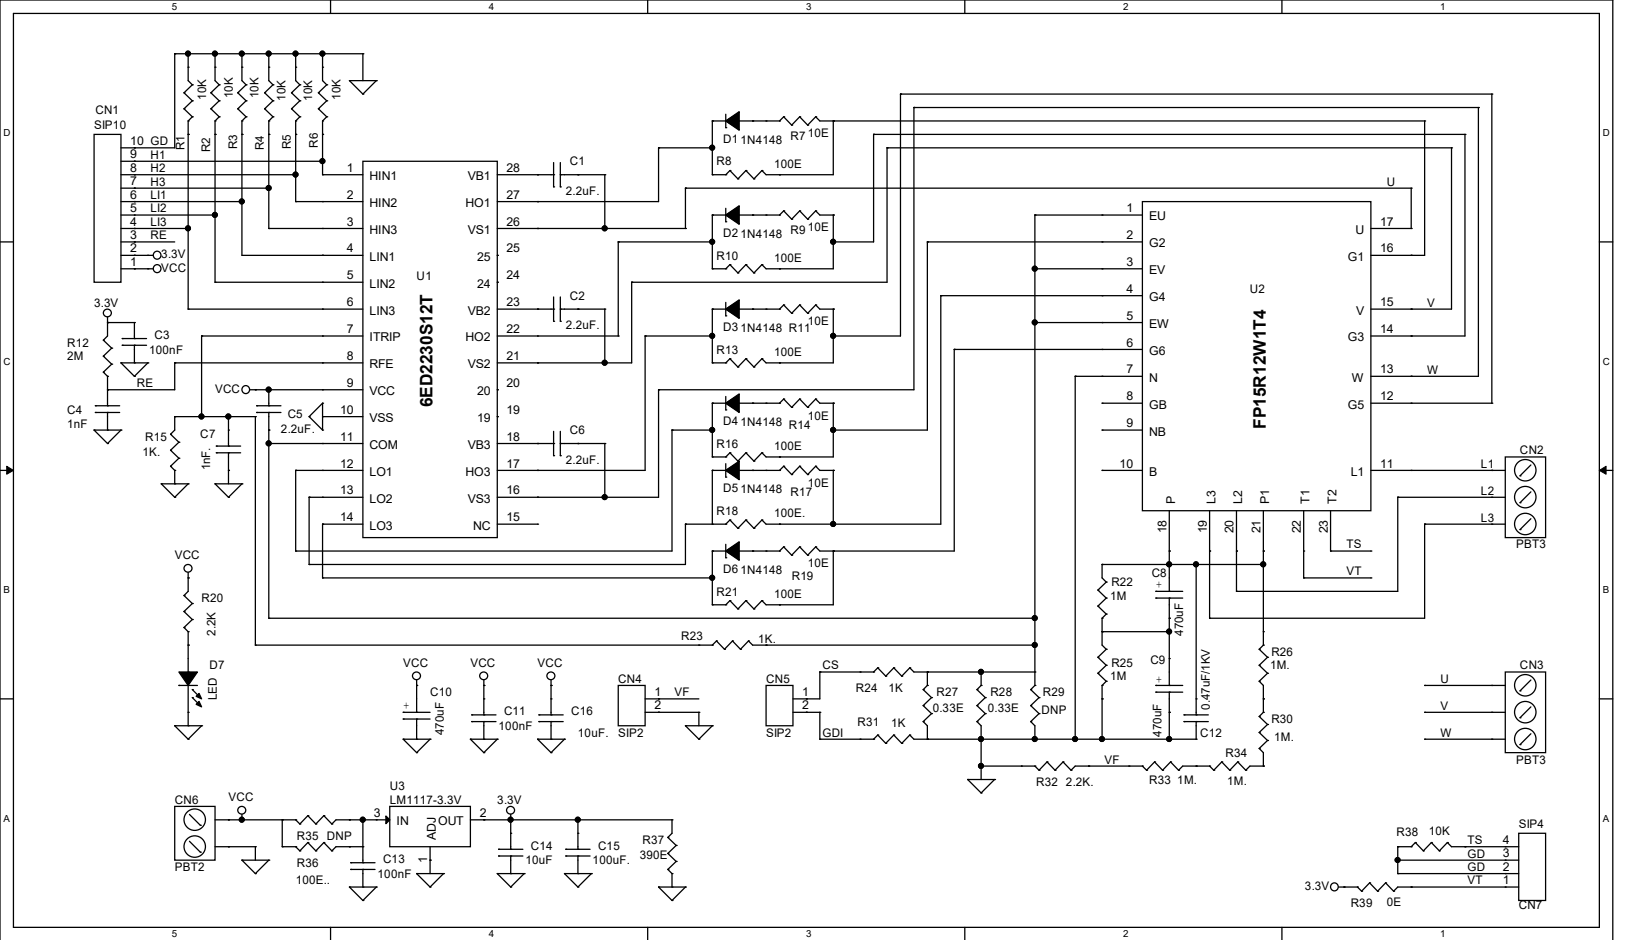 5 4 3 2 1
D
C
B
A
CN1
SIP10
10 GD
9 H1
8 H2
7 H3
6 LI1
5 LI2
4 LI3
3 RE
2 3.3V
1 VCC
R1 10K
R2 10K
R3 10K
R4 10K
R5 10K
R6 10K
3.3V
R12
2M
C3
100nF
RE
C4
1nF
R15
1K.
C7
1nF.
VCC
C5
2.2uF.
U1
6ED2230S12T
1 HIN1
2 HIN2
3 HIN3
4 LIN1
5 LIN2
6 LIN3
7 ITRIP
8 RFE
9 VCC
10 VSS
11 COM
12 LO1
13 LO2
14 LO3
VB1 28
HO1 27
VS1 26
25 25
24 24
VB2 23
HO2 22
VS2 21
20 20
19 19
VB3 18
HO3 17
VS3 16
NC 15
C1
2.2uF.
C2
2.2uF.
C6
2.2uF.
D1 1N4148 R7 10E
R8 100E
D2 1N4148 R9 10E
R10 100E
D3 1N4148 R11 10E
R13 100E
D4 1N4148 R14 10E
R16 100E
D5 1N4148 R17 10E
R18 100E.
D6 1N4148 R19 10E
R21 100E
U2
FP15R12W1T4
1 EU
2 G2
3 EV
4 G4
5 EW
6 G6
7 N
8 GB
9 NB
10 B
U
U 17
G1 16
V 15 V
G3 14
W 13 W
G5 12
L1 11
P 18
L3 19
L2 20
P1 21
T1 22
T2 23
TS
VT
L1
L2
L3
CN2
PBT3
VCC
R20
2.2K
D7
LED
R23 1K.
VCC
C10
470uF
+
VCC
C11
100nF
VCC
C16
10uF.
CN4
1 VF
2
SIP2
CN5
1 CS
2 GDI
SIP2
R24 1K
R31 1K
R27
0.33E
R28
0.33E
R29
DNP
R22
1M
R25
1M
C8
+
470uF
C9
+
470uF
0.47uF/1KV
C12
R26
1M.
R30
1M.
R32 2.2K.
VF
R33 1M.
R34
1M.
CN3
U
V
W
PBT3
CN6
VCC
PBT2
R35 DNP
R36
100E..
C13
100nF
U3
LM1117-3.3V
3 IN
OUT 2
ADJ
1
3.3V
C14
10uF
C15
100uF.
R37
390E
SIP4
R38 10K
TS 4
GD 3
GD 2
VT 1
3.3V
R39 0E
CN7
D
C
B
A
5 4 3 2 1